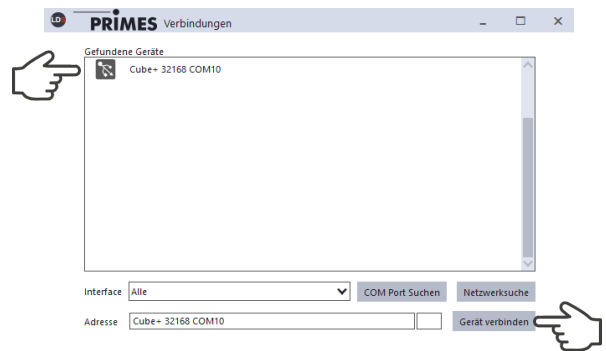 LDS PRiMES Verbindungen
Gefundene Geräte
Cube+ 32168 COM10
Interface Alle COM Port Suchen Netzwerksuche
Adresse Cube+ 32168 COM10 Gerät verbinden